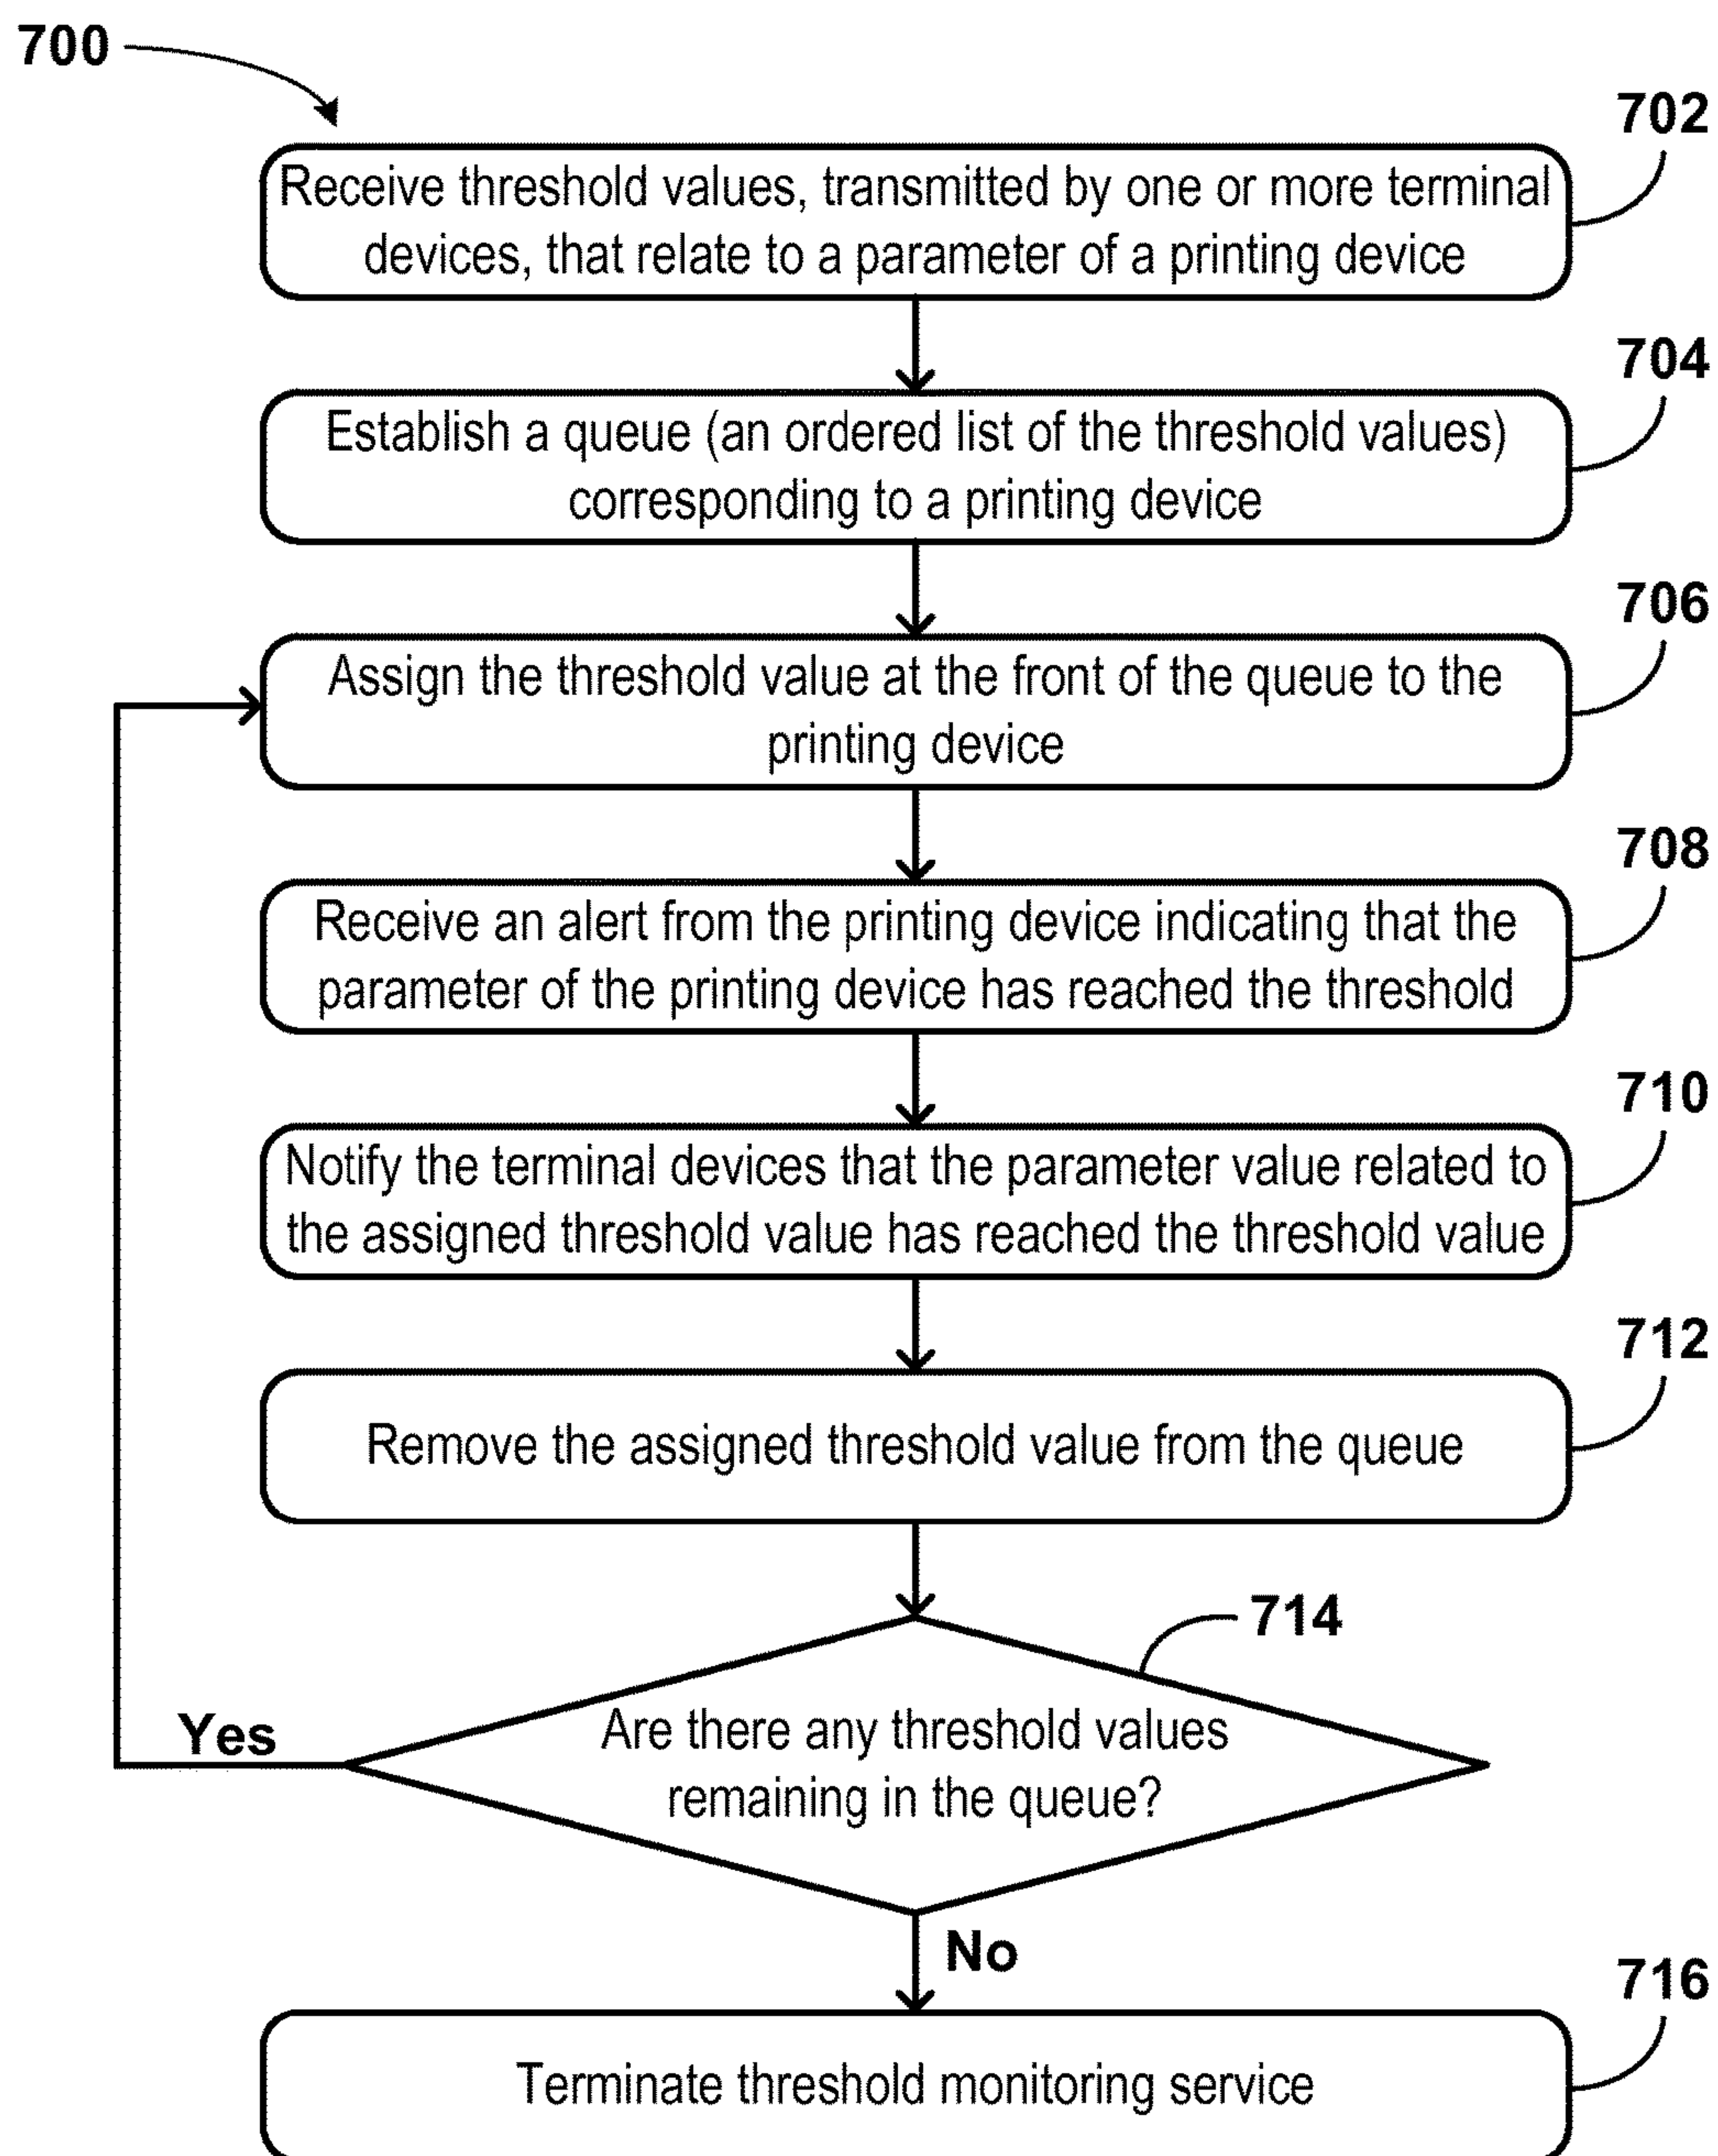 700
702
Receive threshold values, transmitted by one or more terminal
devices, that relate to a parameter of a printing device
704
Establish a queue (an ordered list of the threshold values)
corresponding to a printing device
706
Assign the threshold value at the front of the queue to the
printing device
708
Receive an alert from the printing device indicating that the
parameter of the printing device has reached the threshold
710
Notify the terminal devices that the parameter value related to
the assigned threshold value has reached the threshold value
712
Remove the assigned threshold value from the queue
714
Are there any threshold values
remaining in the queue?
Yes
No
716
Terminate threshold monitoring service